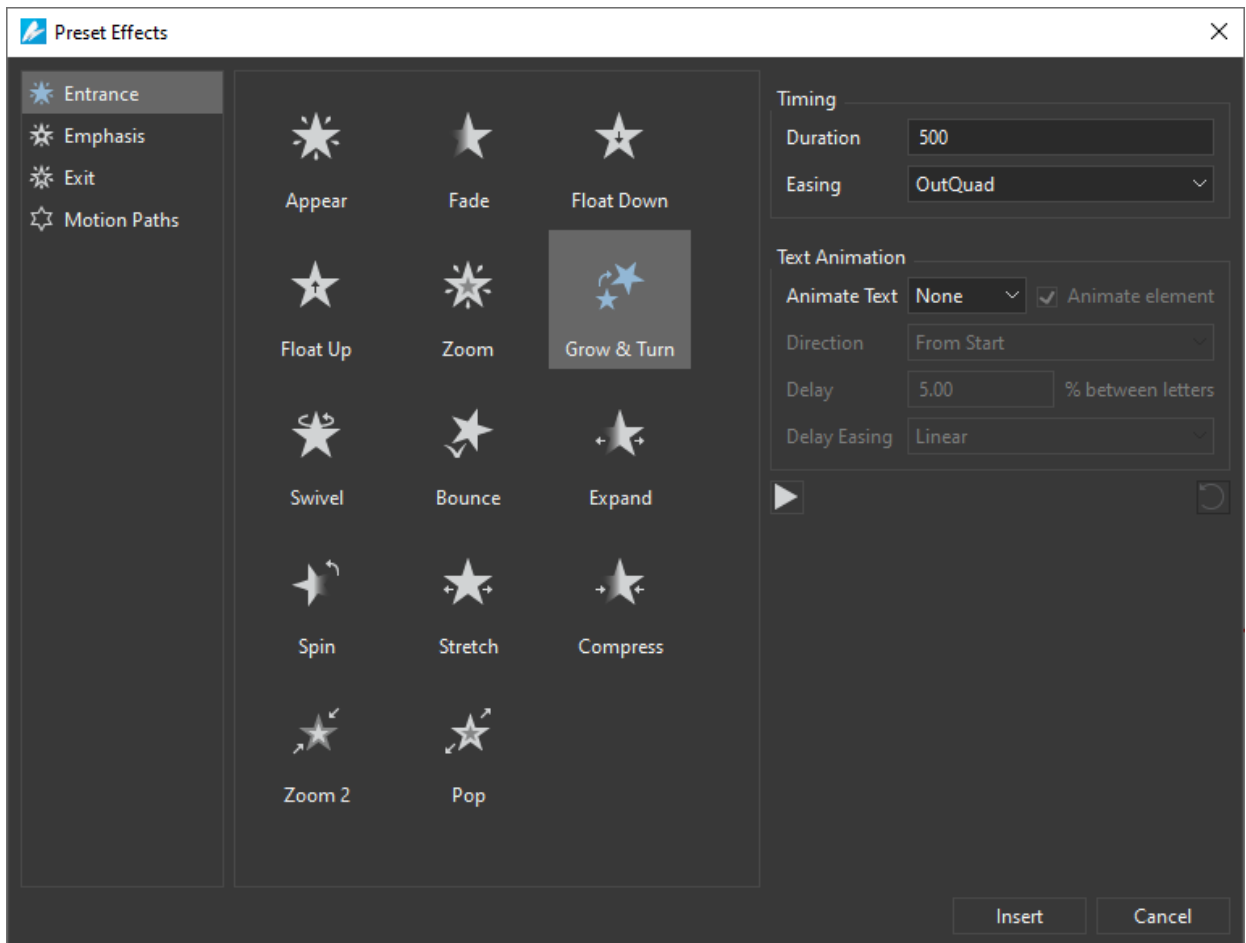 Preset Effects
Entrance
Emphasis
Exit
Motion Paths
Appear
Fade
Float Down
Float Up
Zoom
Grow & Turn
Swivel
Bounce
Expand
Spin
Stretch
Compress
Zoom 2
Pop
Timing
Duration 500
Easing OutQuad
Text Animation
Animate Text None Animate element
Direction From Start
Delay 5.00 % between letters
Delay Easing Linear
Insert Cancel